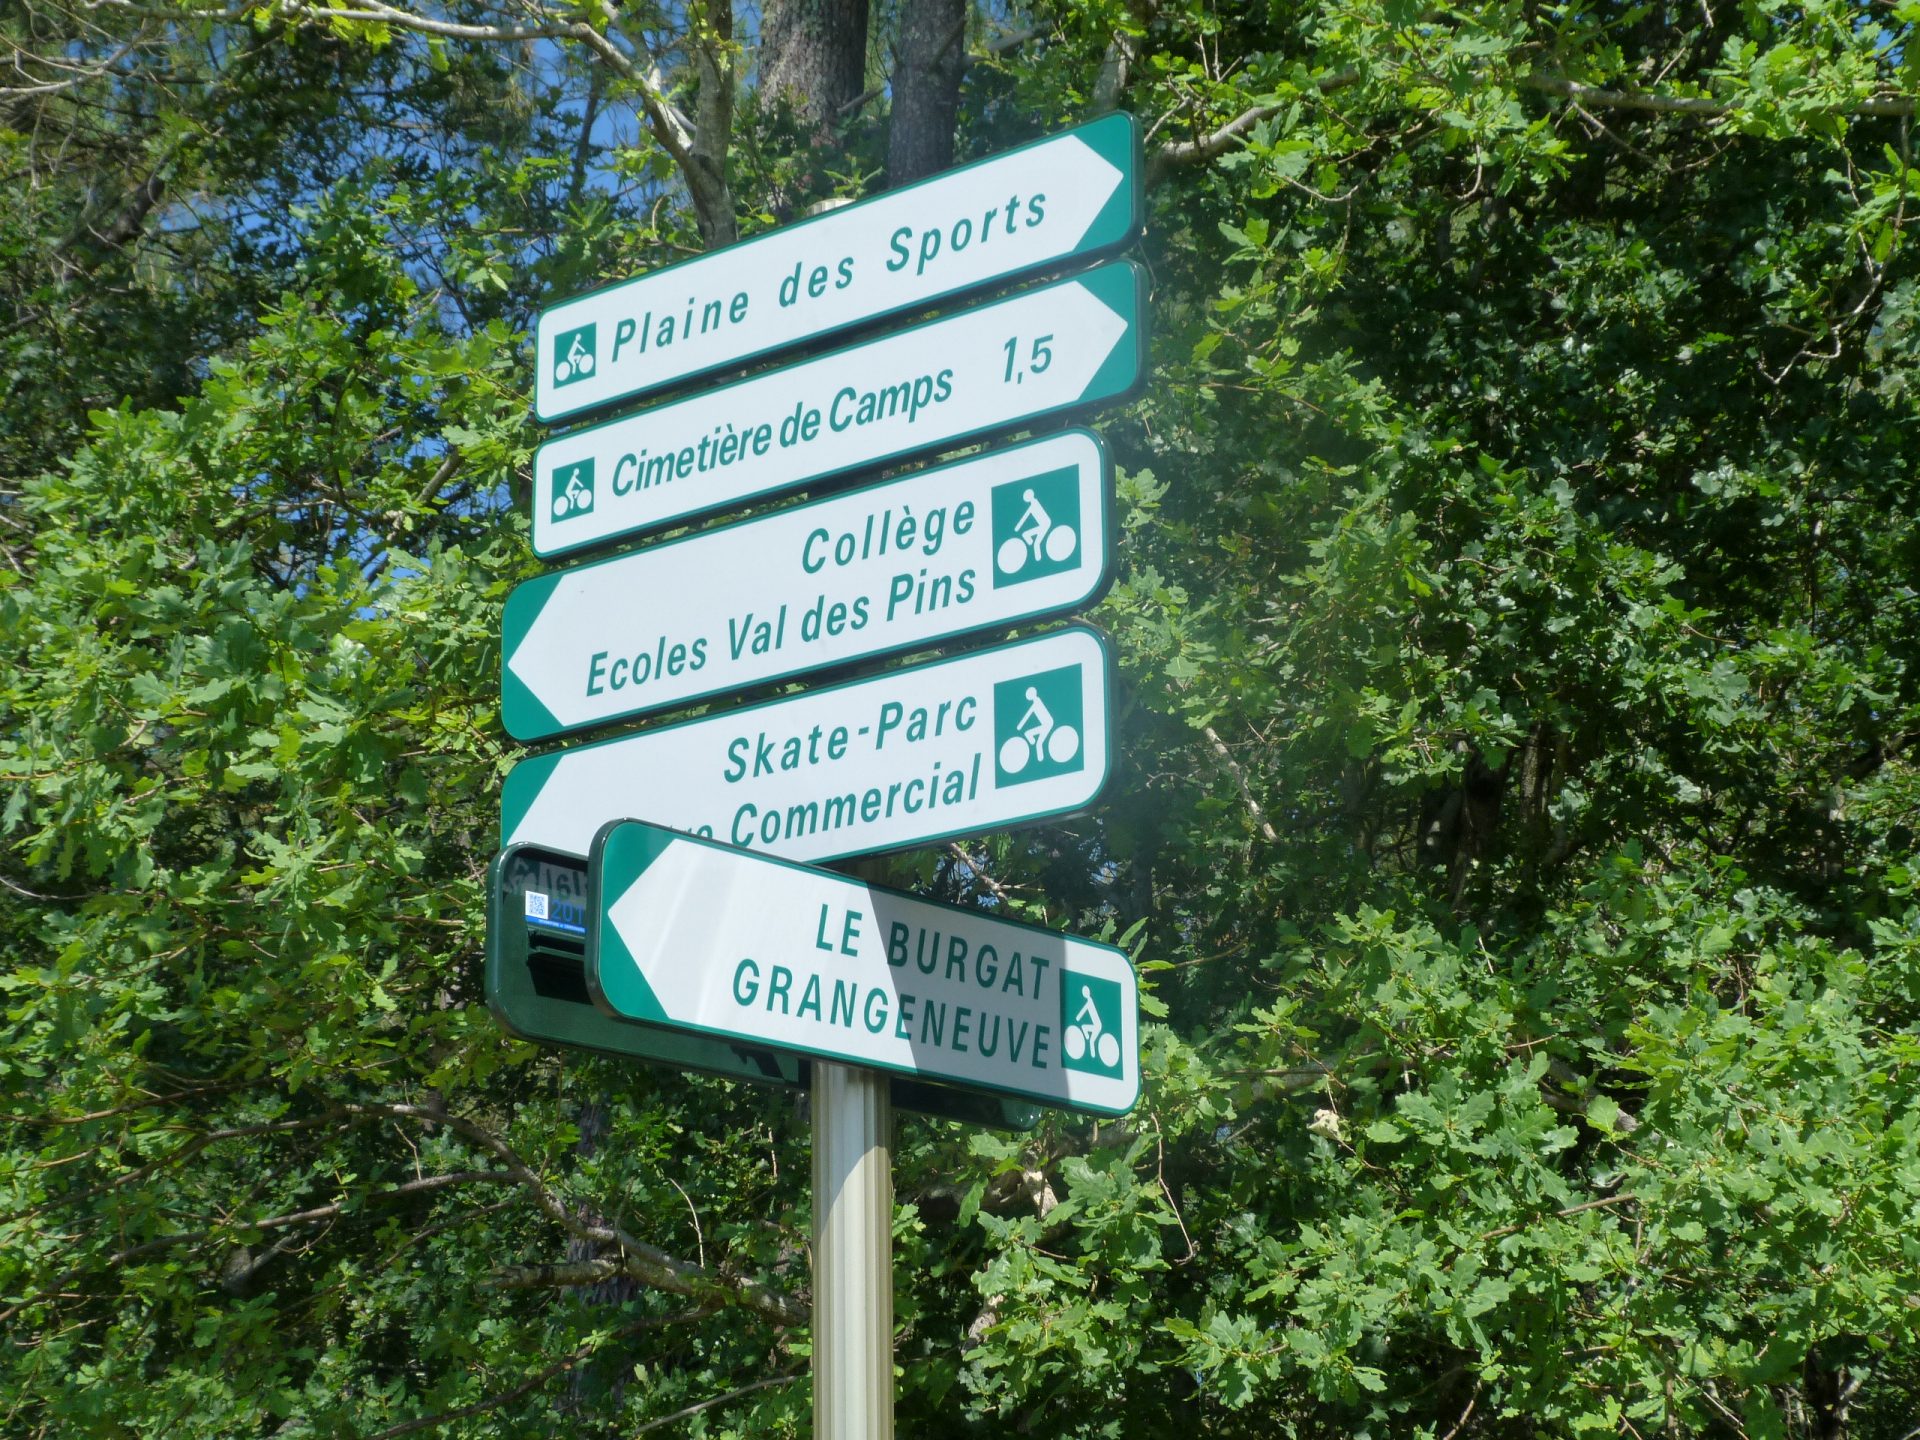 Plaine des Sports
Cimetière de Camps 1,5
Collège
Ecoles Val des Pins
Skate-Parc
Commercial
LE BURGAT
GRANGENEUVE